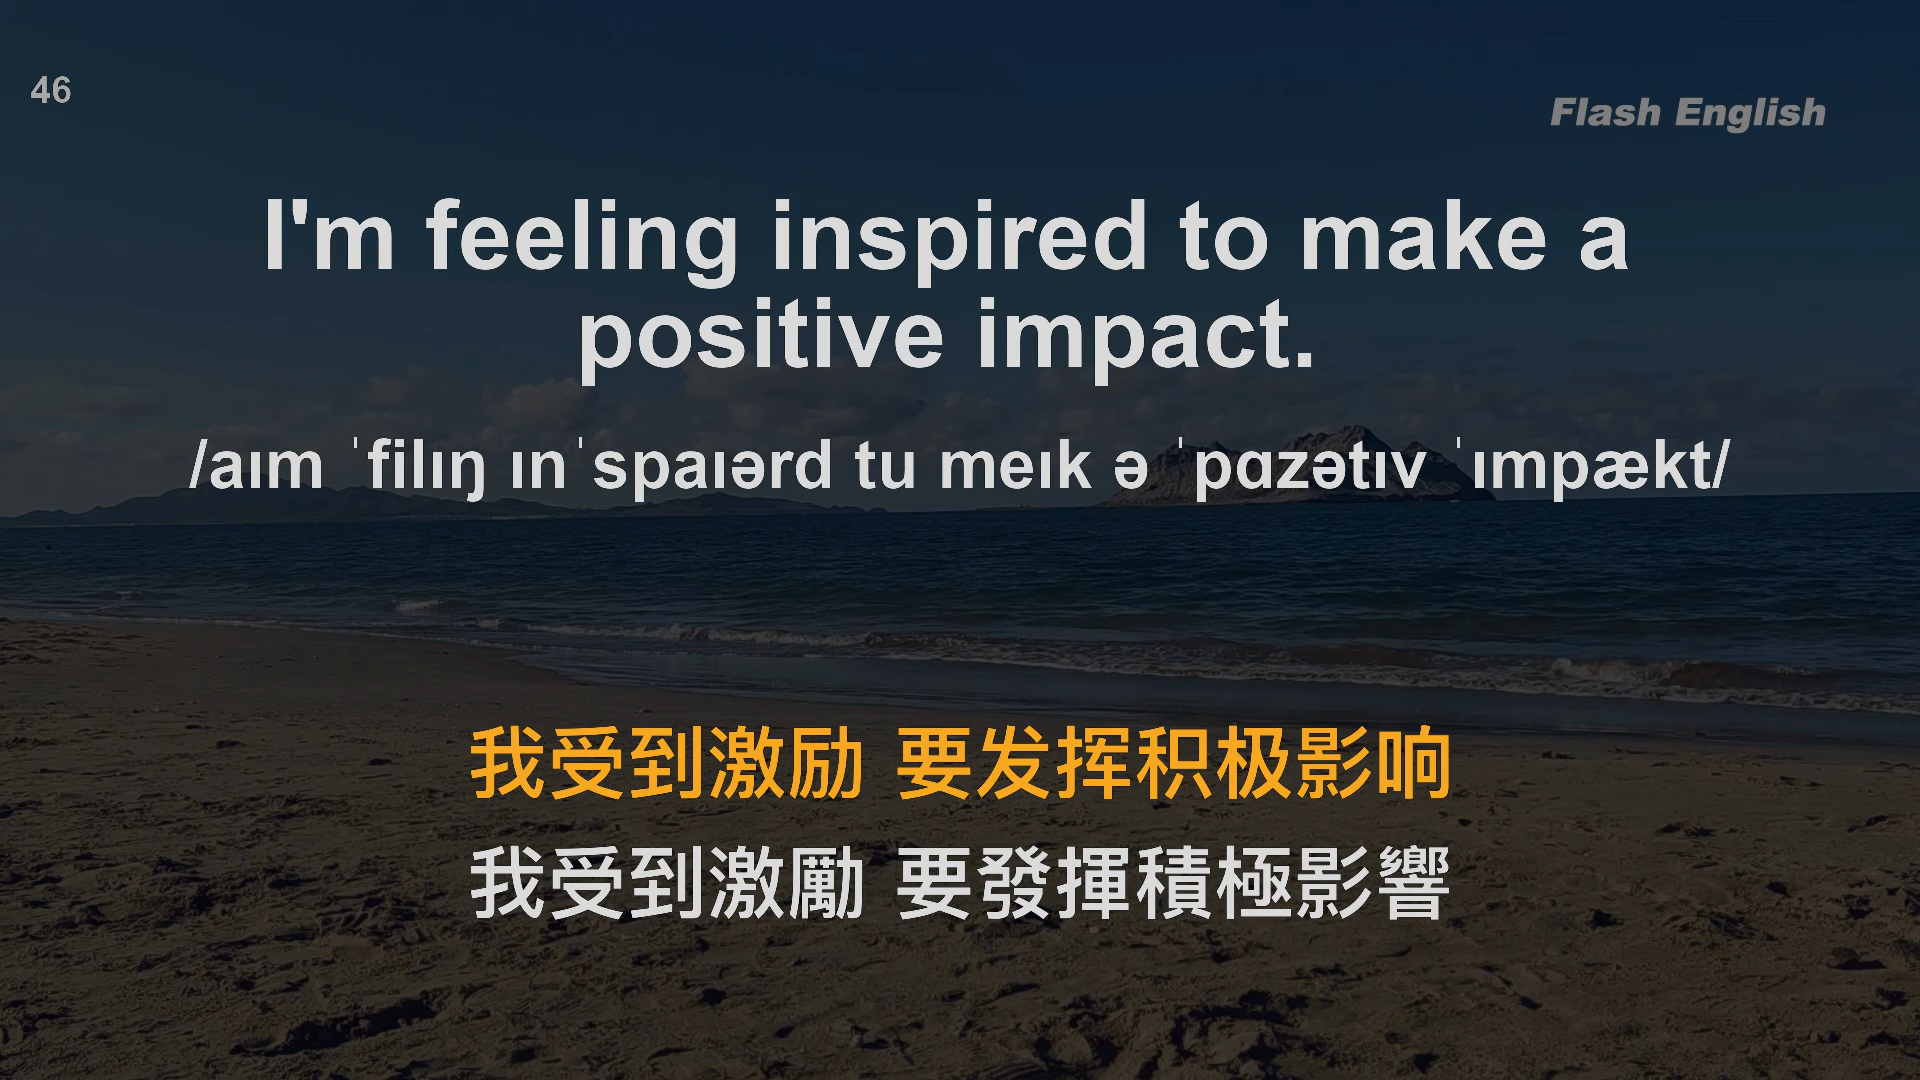 46
Flash English
I'm feeling inspired to make a
positive impact.
/aɪm ˈfilɪŋ ɪnˈspaɪərd tu meɪk ə ˈpɑzətɪv ˈɪmpækt/
我受到激励 要发挥积极影响
我受到激勵 要發揮積極影響